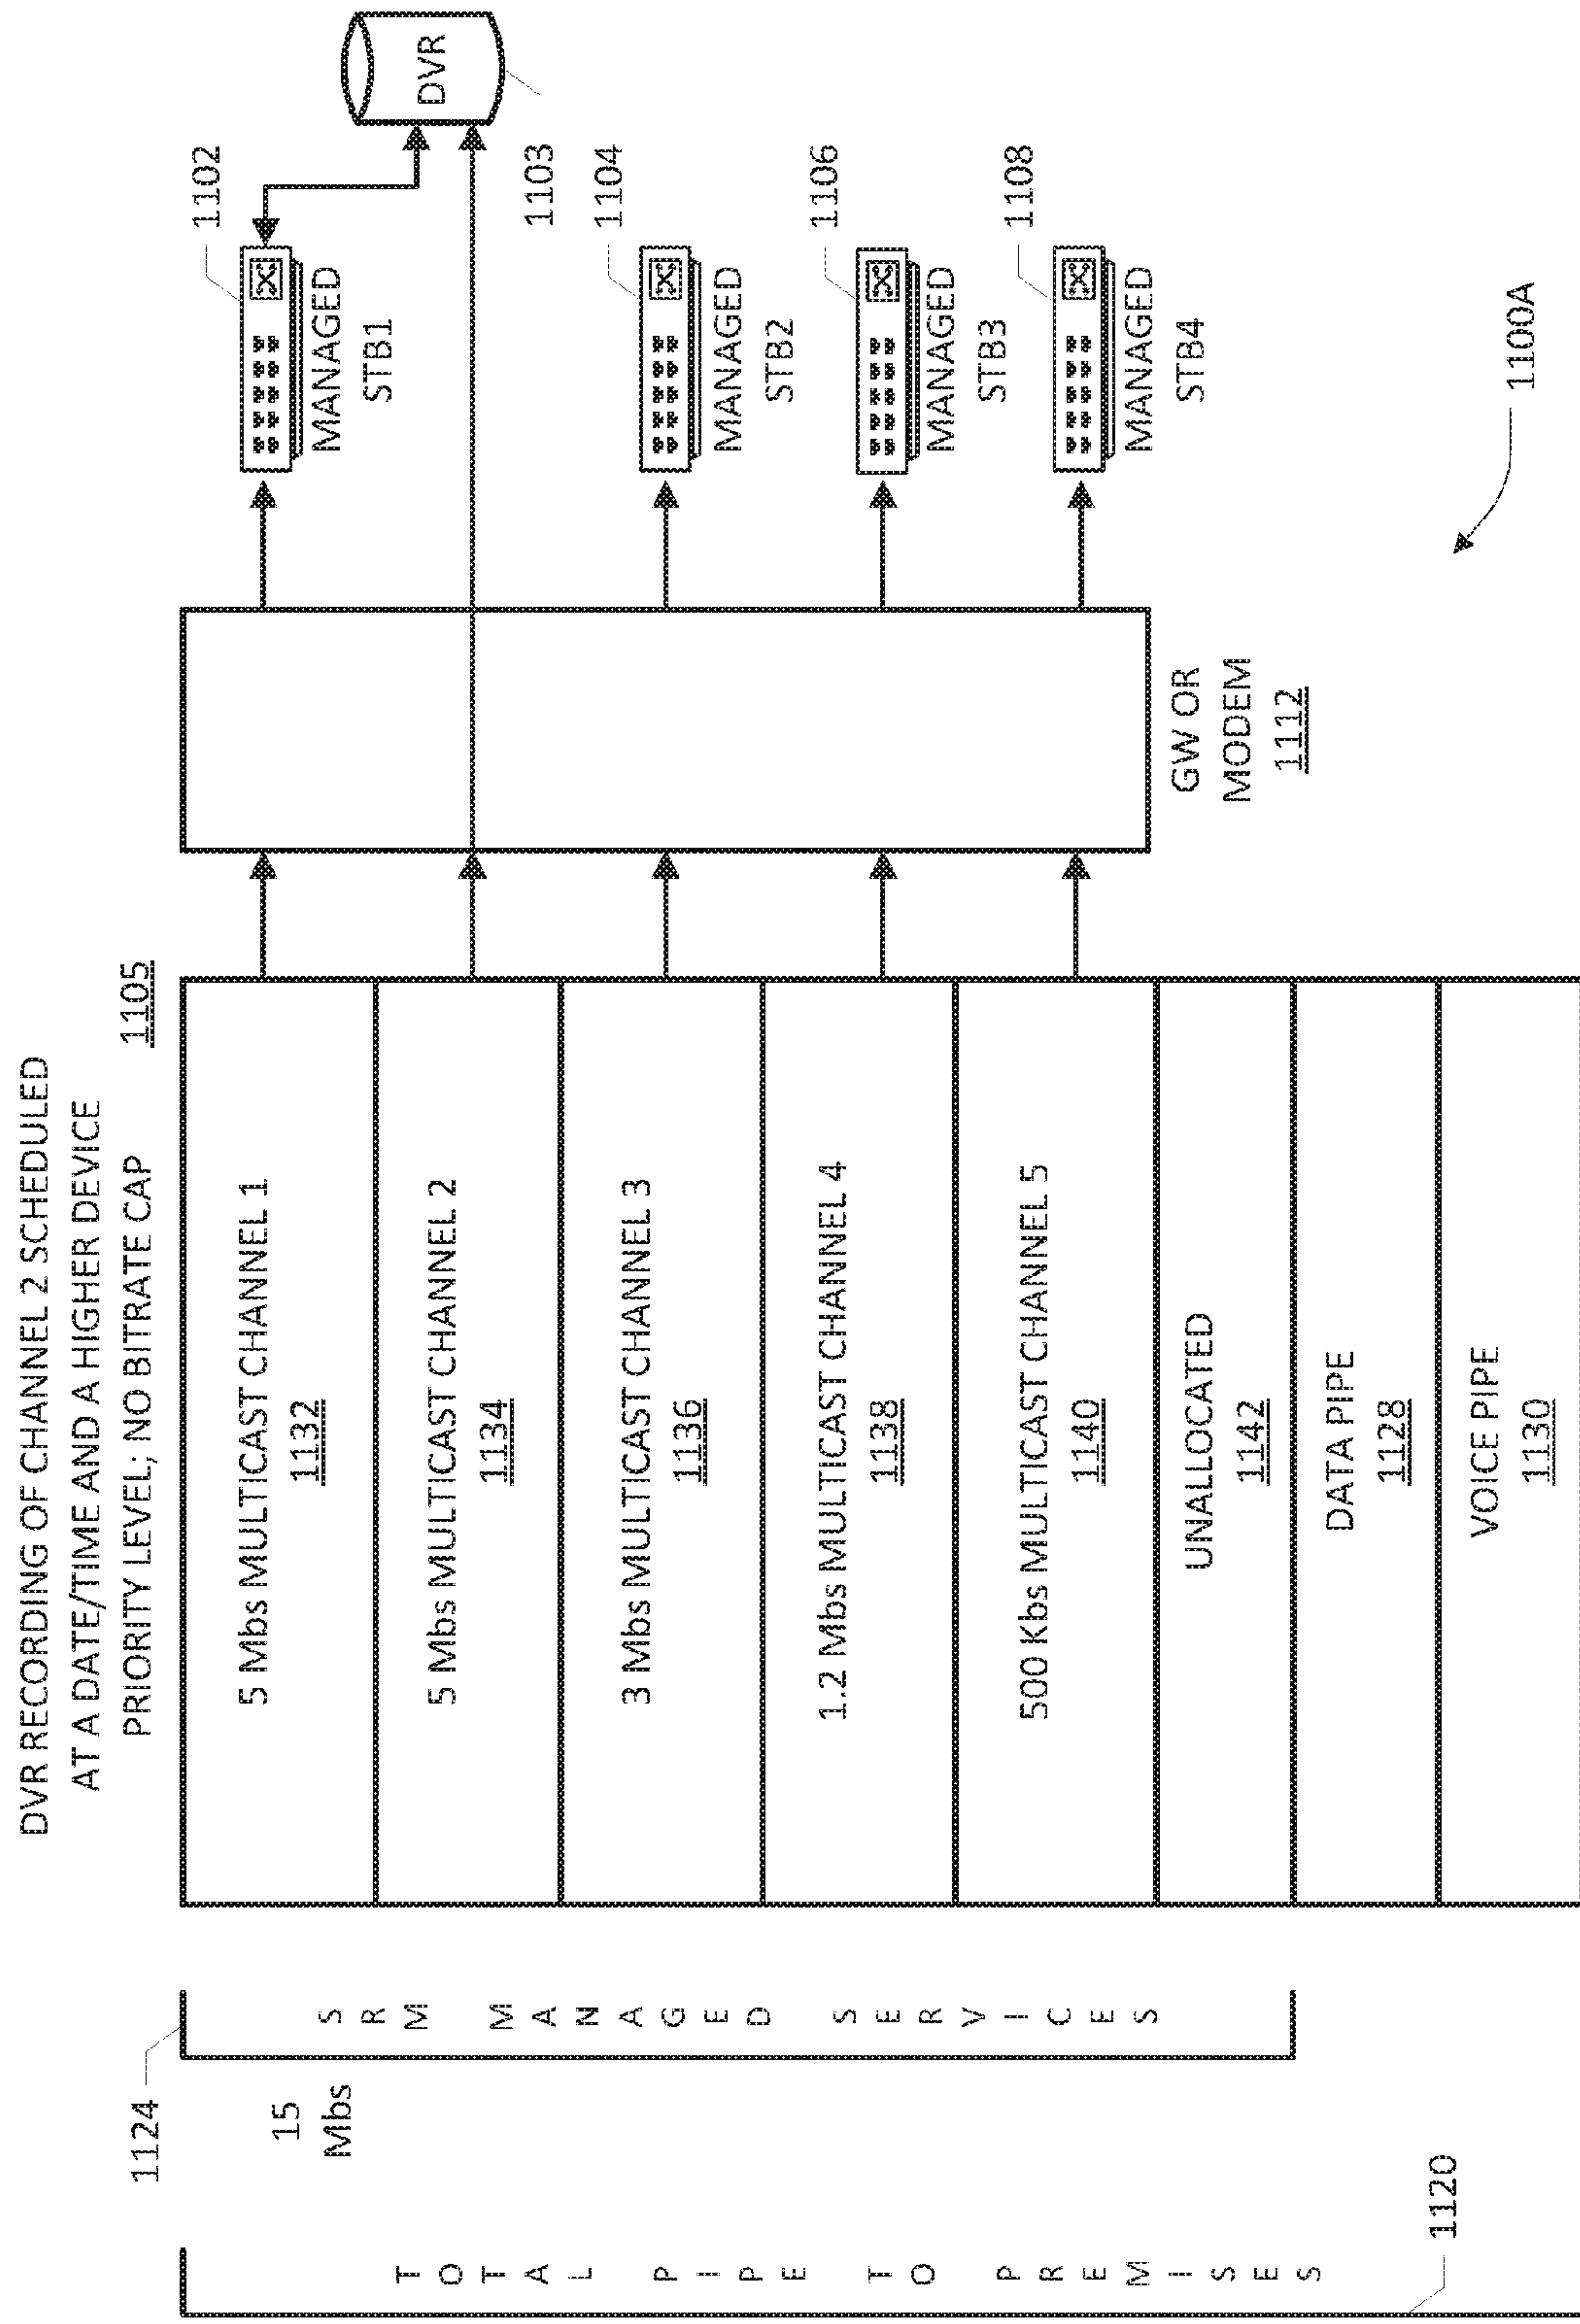 DVR RECORDING OF CHANNEL 2 SCHEDULED
AT A DATE/TIME AND A HIGHER DEVICE
PRIORITY LEVEL; NO BITRATE CAP
1105
1124
15
Mbs
SRM MANAGED SERVICES
TOTAL PIPE TO PREMISES
1120
5 Mbs MULTICAST CHANNEL 1
1132
5 Mbs MULTICAST CHANNEL 2
1134
3 Mbs MULTICAST CHANNEL 3
1136
1.2 Mbs MULTICAST CHANNEL 4
1138
500 Kbs MULTICAST CHANNEL 5
1140
UNALLOCATED
1142
DATA PIPE
1128
VOICE PIPE
1130
GW OR
MODEM
1112
1102
MANAGED
STB1
DVR
1103
1104
MANAGED
STB2
1106
MANAGED
STB3
1108
MANAGED
STB4
1100A